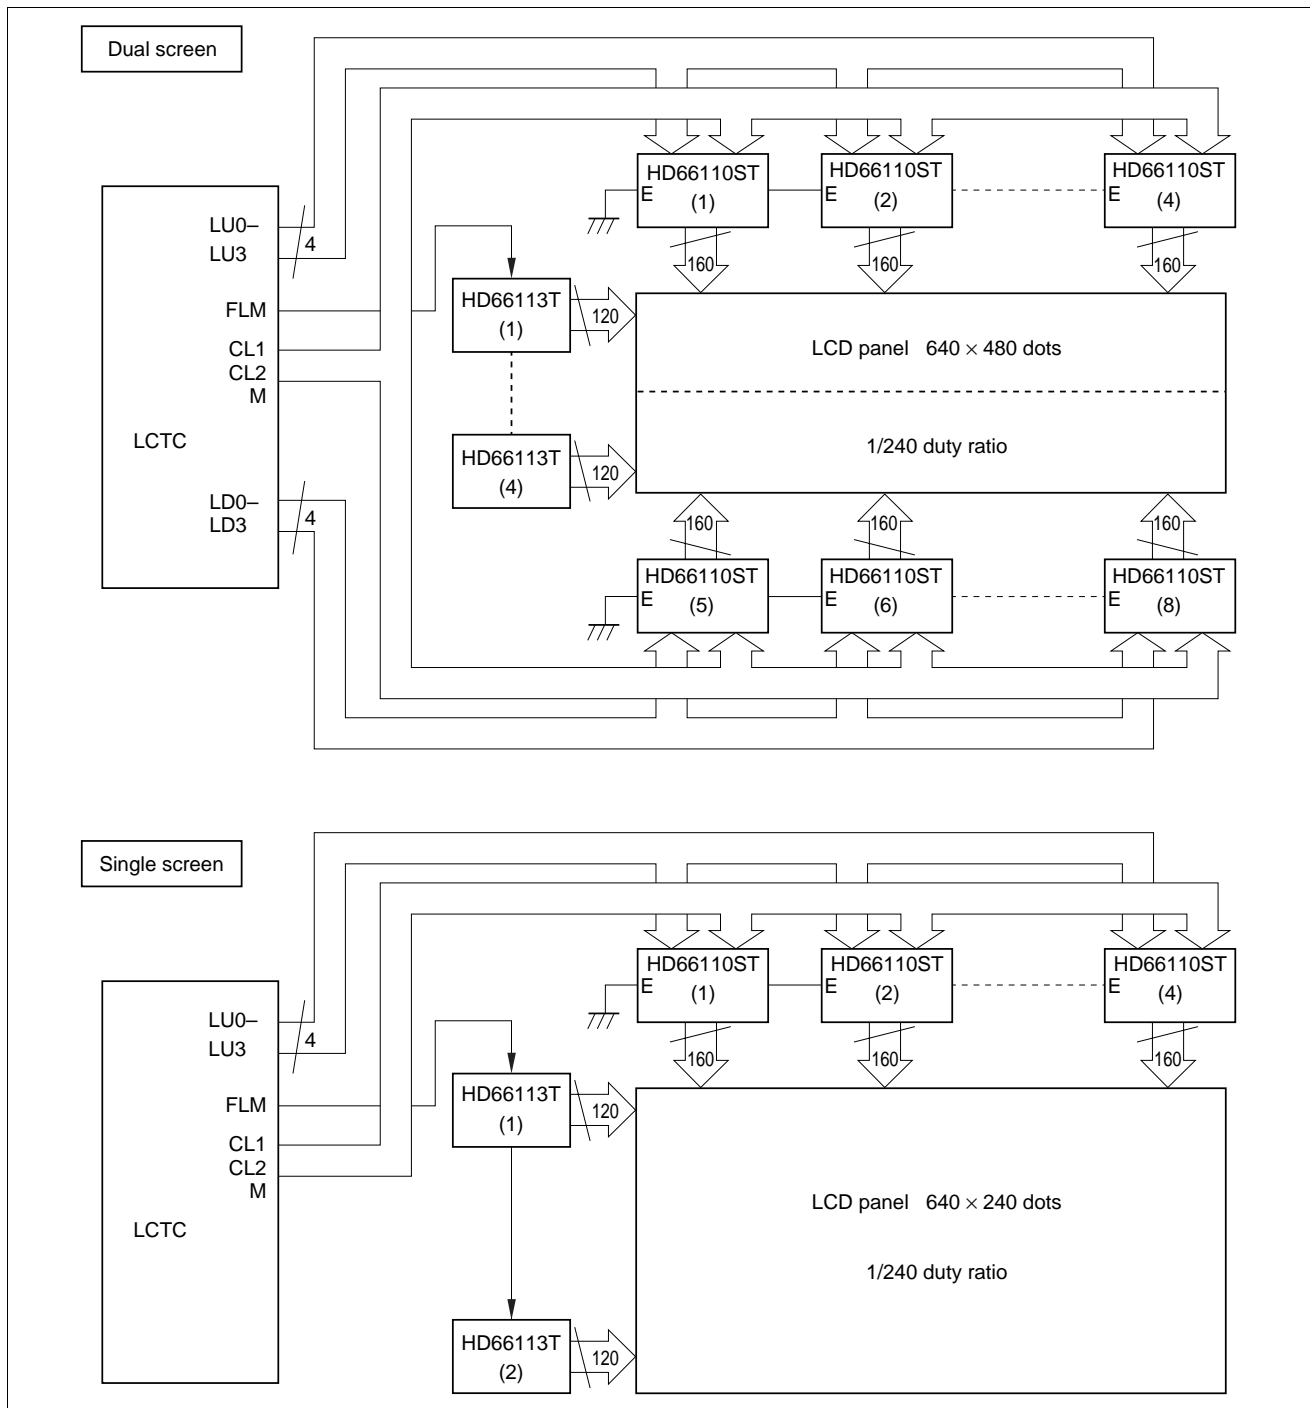 Dual screen
HD66110ST
E
(1)
HD66110ST
E
(2)
HD66110ST
E
(4)
LU0–
LU3
4
160
160
160
FLM
CL1
CL2
M
HD66113T
(1)
120
LCD panel 640 × 480 dots
LCTC
HD66113T
(4)
120
1/240 duty ratio
LD0–
LD3
4
160
160
160
HD66110ST
E
(5)
HD66110ST
E
(6)
HD66110ST
E
(8)
Single screen
HD66110ST
E
(1)
HD66110ST
E
(2)
HD66110ST
E
(4)
LU0–
LU3
4
160
160
160
FLM
CL1
CL2
M
HD66113T
(1)
120
LCTC
LCD panel 640 × 240 dots
1/240 duty ratio
HD66113T
(2)
120